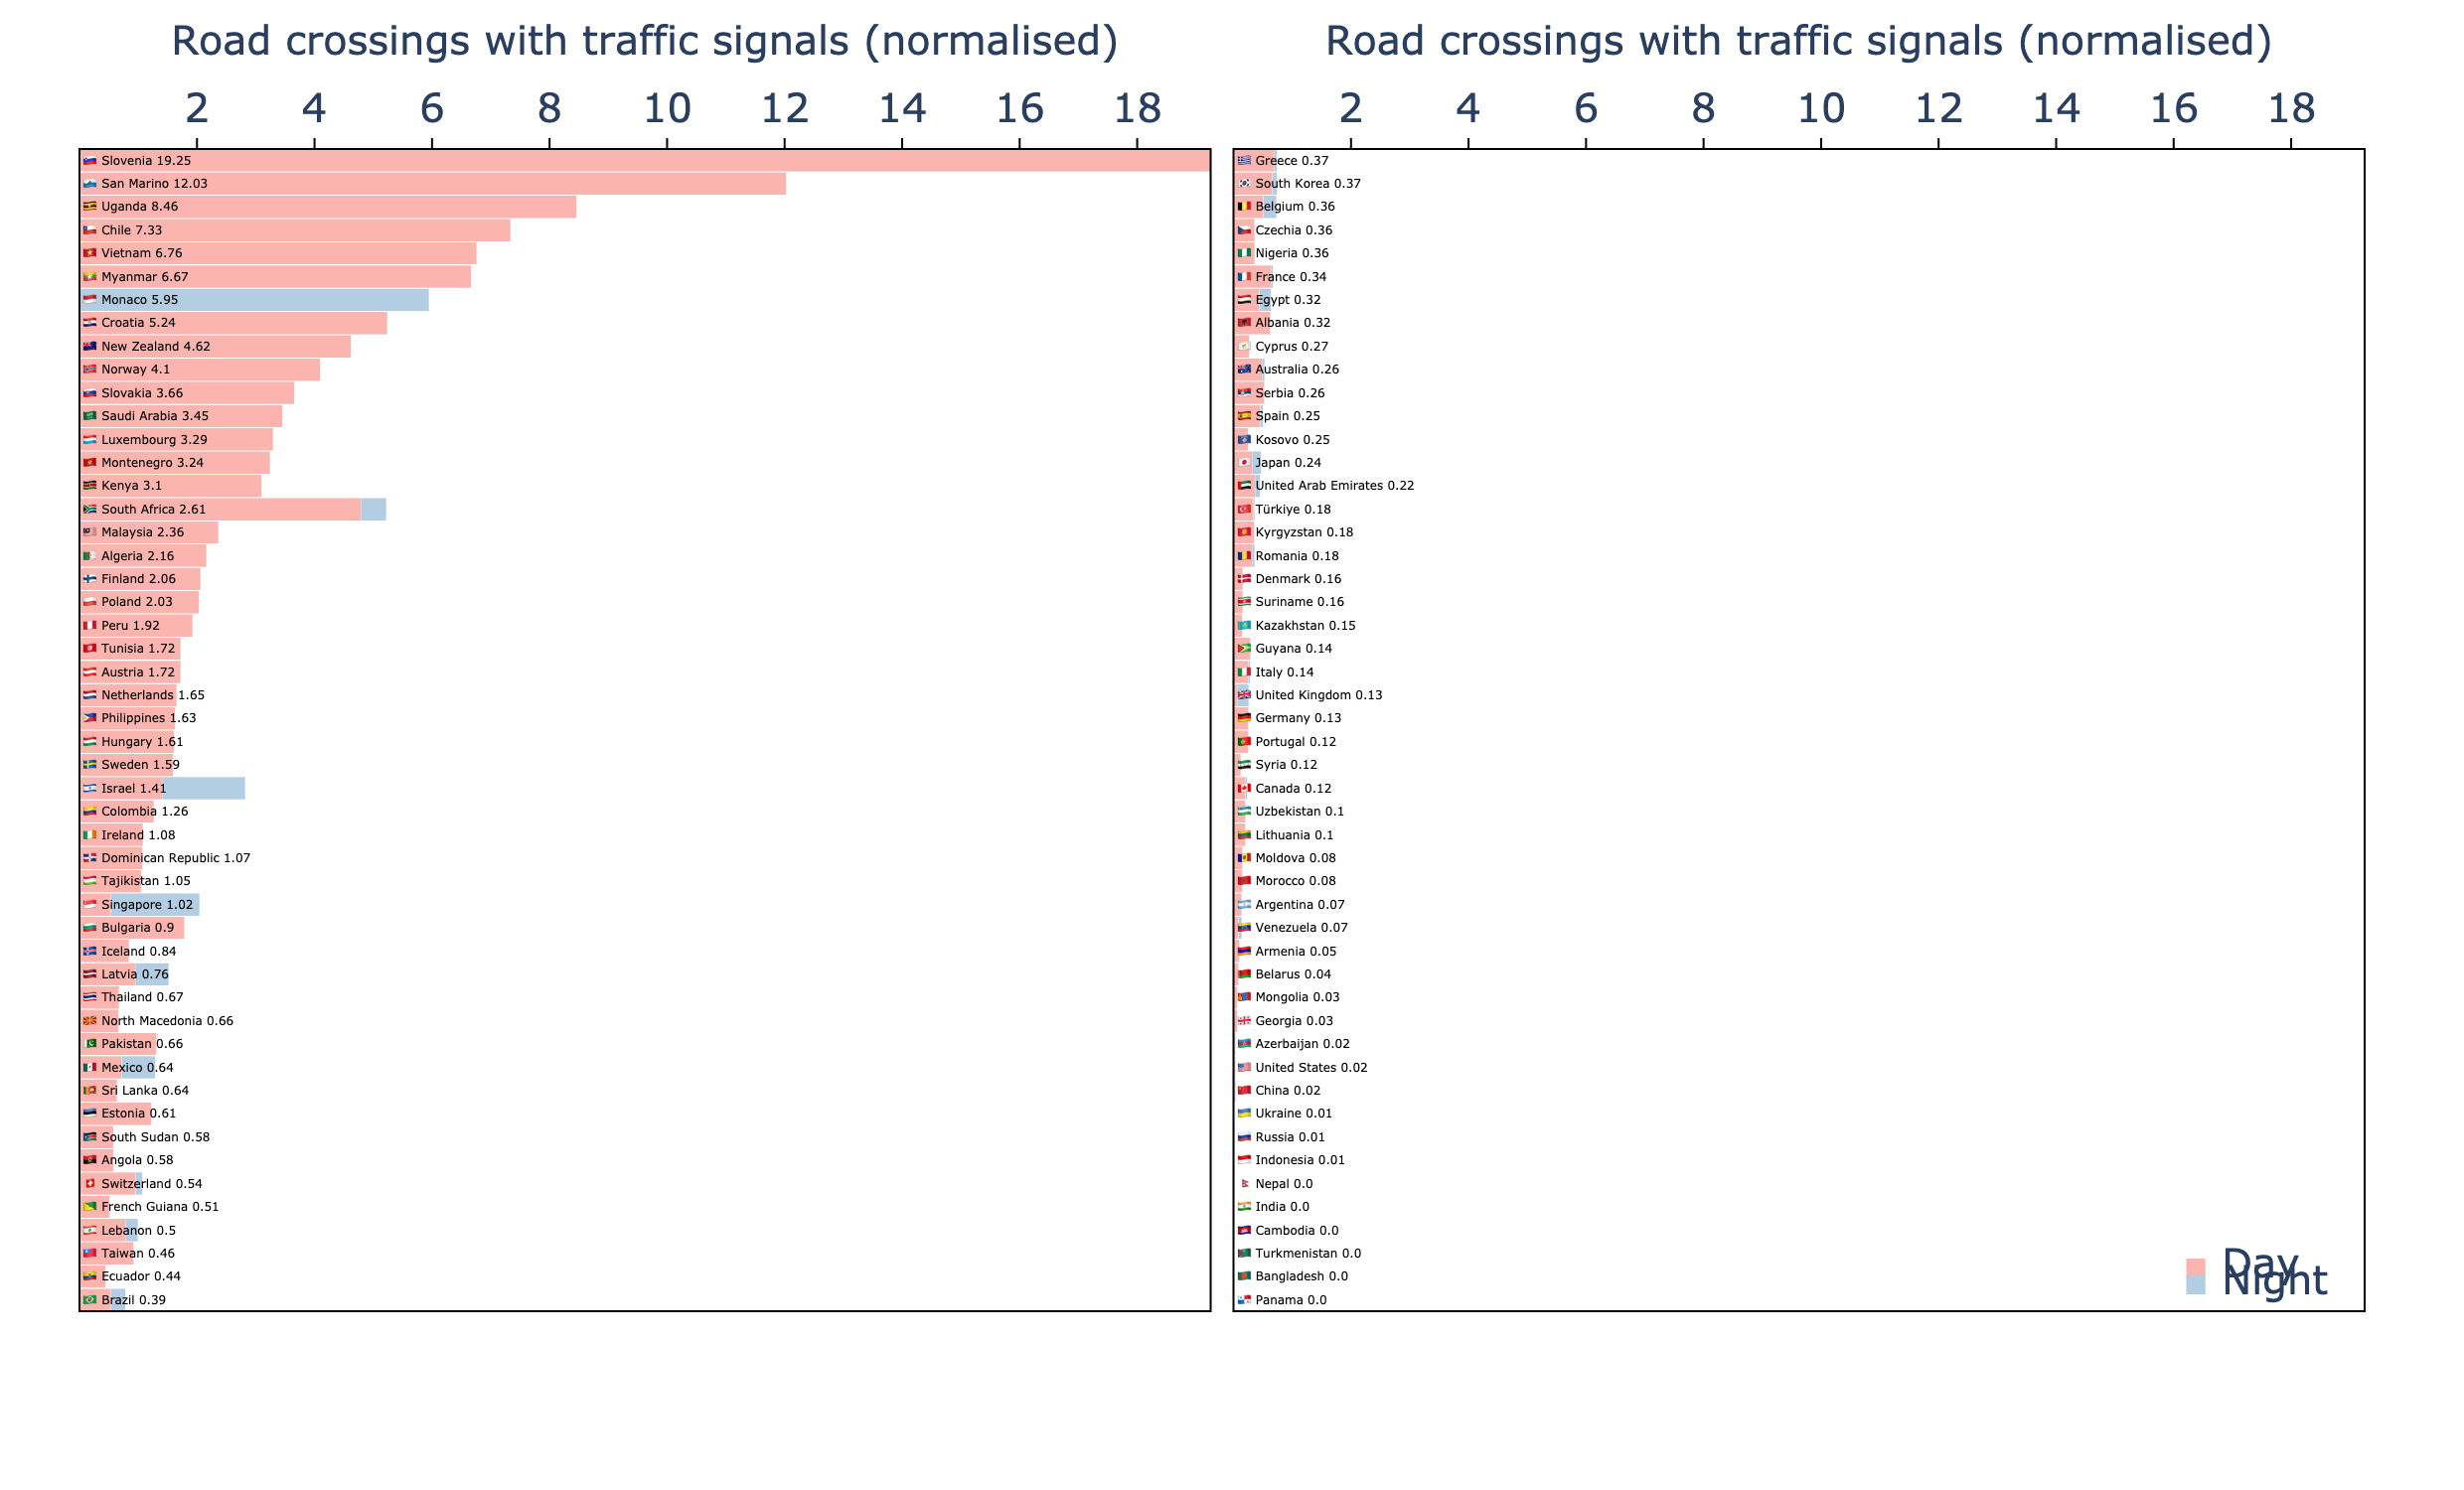 Road crossings with traffic signals (normalised)
2 4 6 8 10 12 14 16 18
Slovenia 19.25
San Marino 12.03
Uganda 8.46
Chile 7.33
Vietnam 6.76
Myanmar 6.67
Monaco 5.95
Croatia 5.24
New Zealand 4.62
Norway 4.1
Slovakia 3.66
Saudi Arabia 3.45
Luxembourg 3.29
Montenegro 3.24
Kenya 3.1
South Africa 2.61
Malaysia 2.36
Algeria 2.16
Finland 2.06
Poland 2.03
Peru 1.92
Tunisia 1.72
Austria 1.72
Netherlands 1.65
Philippines 1.63
Hungary 1.61
Sweden 1.59
Israel 1.41
Colombia 1.26
Ireland 1.08
Dominican Republic 1.07
Tajikistan 1.05
Singapore 1.02
Bulgaria 0.9
Iceland 0.84
Latvia 0.76
Thailand 0.67
North Macedonia 0.66
Pakistan 0.66
Mexico 0.64
Sri Lanka 0.64
Estonia 0.61
South Sudan 0.58
Angola 0.58
Switzerland 0.54
French Guiana 0.51
Lebanon 0.5
Taiwan 0.46
Ecuador 0.44
Brazil 0.39
Road crossings with traffic signals (normalised)
2 4 6 8 10 12 14 16 18
Greece 0.37
South Korea 0.37
Belgium 0.36
Czechia 0.36
Nigeria 0.36
France 0.34
Egypt 0.32
Albania 0.32
Cyprus 0.27
Australia 0.26
Serbia 0.26
Spain 0.25
Kosovo 0.25
Japan 0.24
United Arab Emirates 0.22
Türkiye 0.18
Kyrgyzstan 0.18
Romania 0.18
Denmark 0.16
Suriname 0.16
Kazakhstan 0.15
Guyana 0.14
Italy 0.14
United Kingdom 0.13
Germany 0.13
Portugal 0.12
Syria 0.12
Canada 0.12
Uzbekistan 0.1
Lithuania 0.1
Moldova 0.08
Morocco 0.08
Argentina 0.07
Venezuela 0.07
Armenia 0.05
Belarus 0.04
Mongolia 0.03
Georgia 0.03
Azerbaijan 0.02
United States 0.02
China 0.02
Ukraine 0.01
Russia 0.01
Indonesia 0.01
Nepal 0.0
India 0.0
Cambodia 0.0
Turkmenistan 0.0
Bangladesh 0.0
Panama 0.0
Day
Night